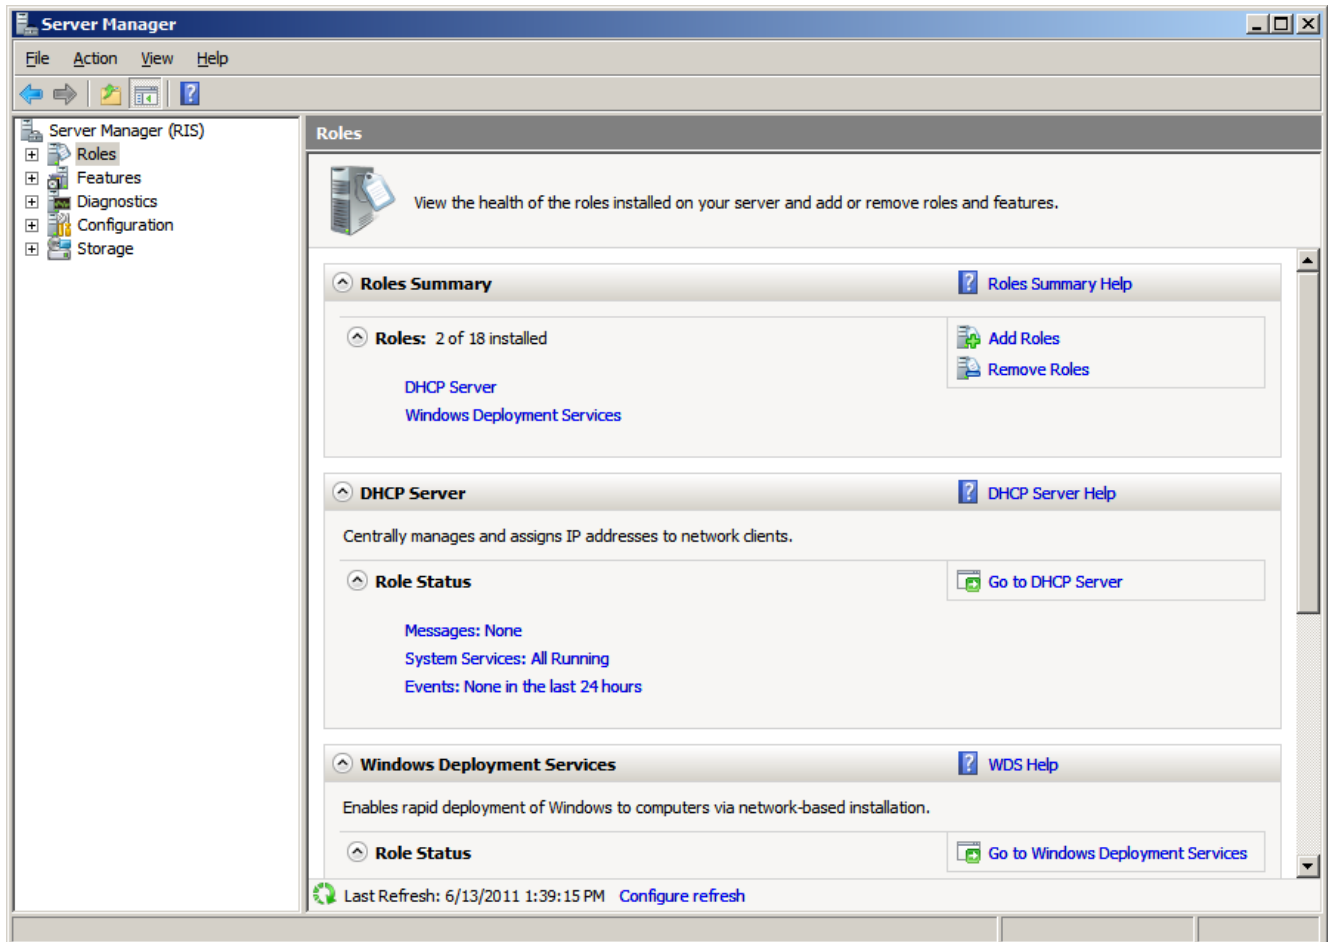 Server Manager
File Action View Help
Server Manager (RIS)
Roles
Features
Diagnostics
Configuration
Storage
Roles
View the health of the roles installed on your server and add or remove roles and features.
Roles Summary
Roles Summary Help
Roles: 2 of 18 installed
Add Roles
Remove Roles
DHCP Server
Windows Deployment Services
DHCP Server
DHCP Server Help
Centrally manages and assigns IP addresses to network clients.
Role Status
Go to DHCP Server
Messages: None
System Services: All Running
Events: None in the last 24 hours
Windows Deployment Services
WDS Help
Enables rapid deployment of Windows to computers via network-based installation.
Role Status
Go to Windows Deployment Services
Last Refresh: 6/13/2011 1:39:15 PM Configure refresh